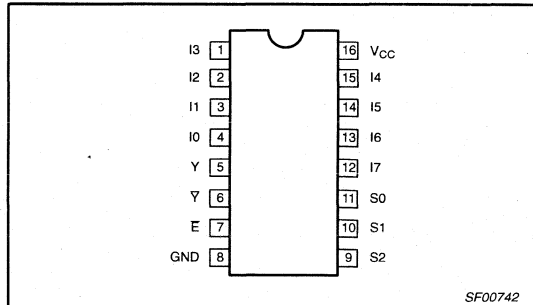 I3 1 16 VCC
I2 2 15 I4
I1 3 14 I5
I0 4 13 I6
Y 5 12 I7
Y̅ 6 11 S0
E̅ 7 10 S1
GND 8 9 S2
SF00742